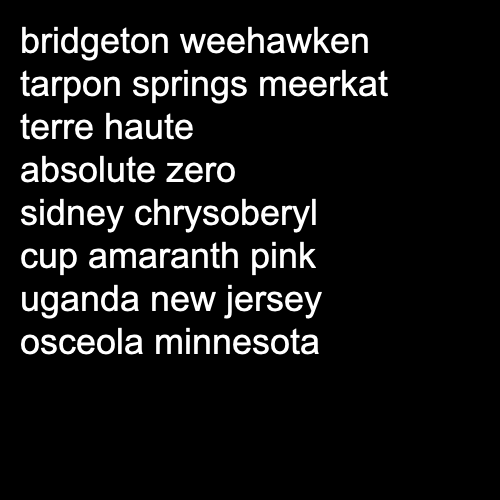 bridgeton weehawken
tarpon springs meerkat
terre haute
absolute zero
sidney chrysoberyl
cup amaranth pink
uganda new jersey
osceola minnesota